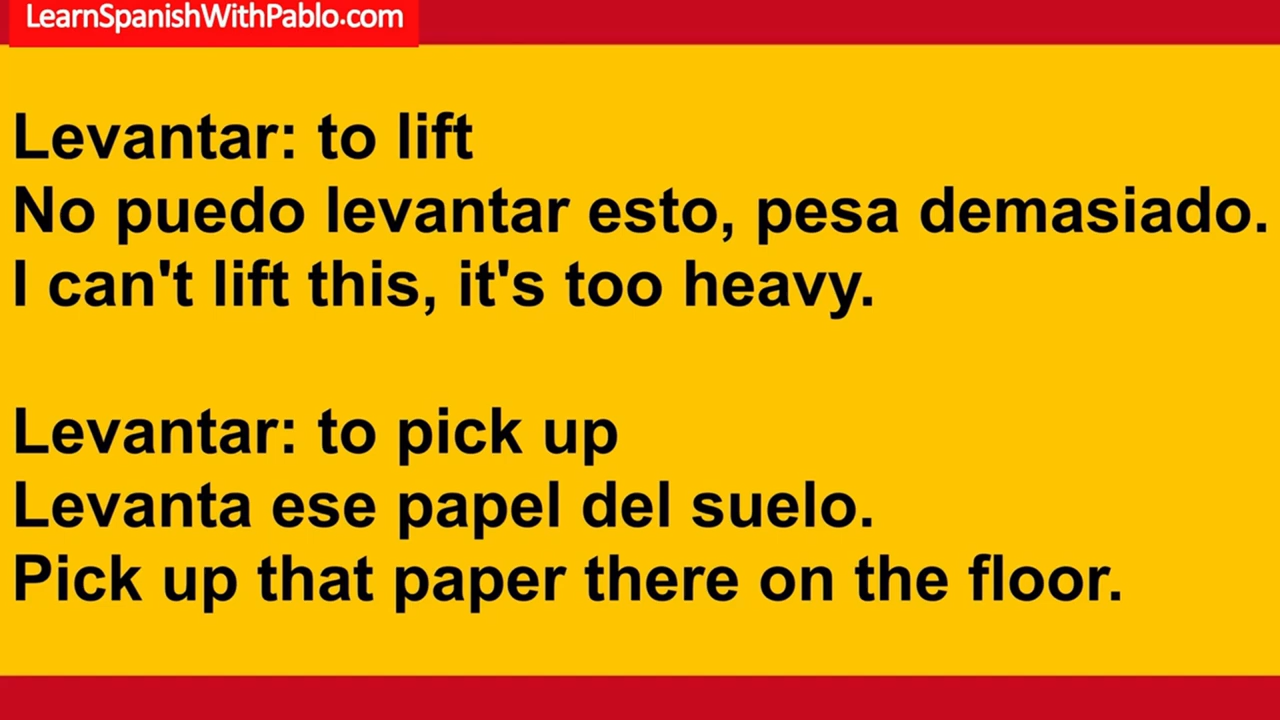 LearnSpanishWithPablo.com
Levantar: to lift
No puedo levantar esto, pesa demasiado.
I can't lift this, it's too heavy.
Levantar: to pick up
Levanta ese papel del suelo.
Pick up that paper there on the floor.